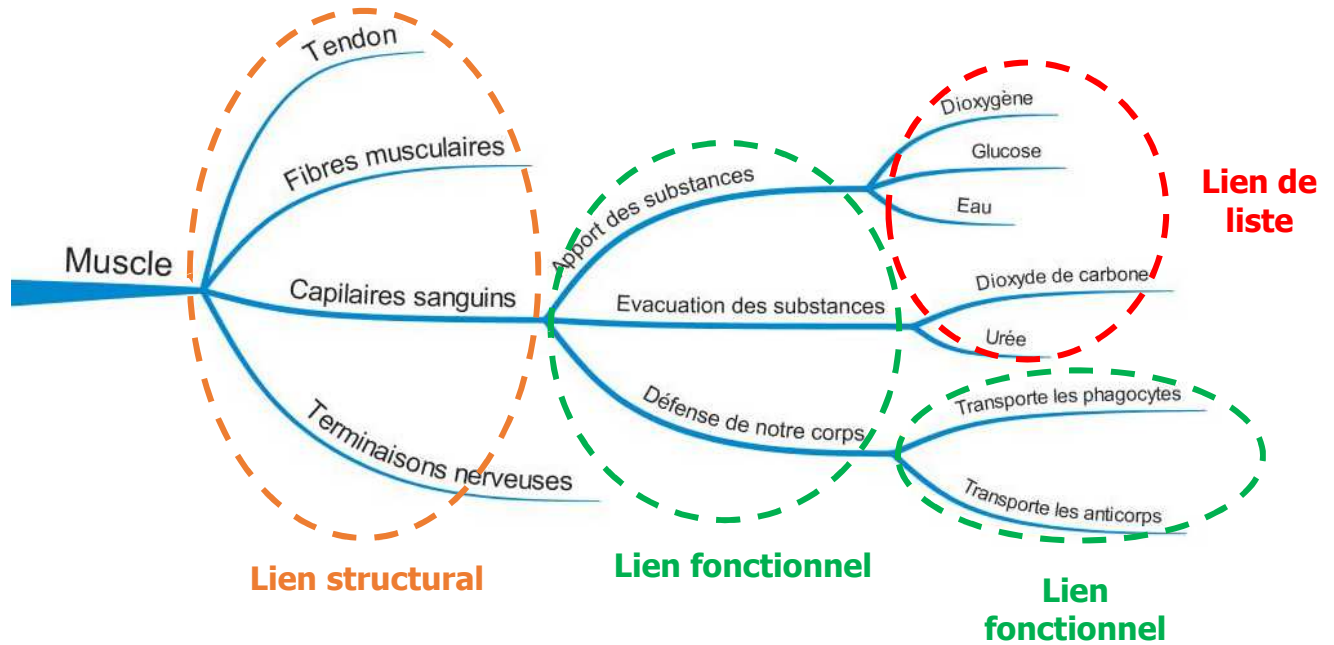 Muscle
Tendon
Fibres musculaires
Capilaires sanguins
Terminaisons nerveuses
Lien structural
Apport des substances
Evacuation des substances
Défense de notre corps
Lien fonctionnel
Dioxygène
Glucose
Eau
Dioxyde de carbone
Urée
Lien de
liste
Transporte les phagocytes
Transporte les anticorps
Lien
fonctionnel